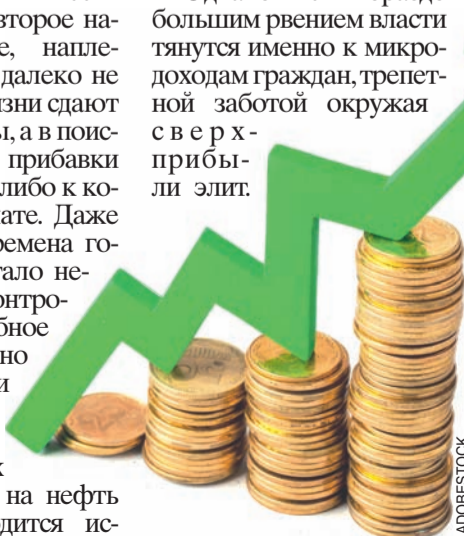 второе на-
е, напле-
далеко не
изни сдают
ы, а в поис-
прибавки
либо к ко-
ате. Даже
ремена го-
тало не-
онтро-
бное
но
и
х
на нефть
дится ис-
большим рвением власти
тянутся именно к микро-
доходам граждан, трепет-
ной заботой окружая
сверх-
прибы-
ли элит.
ADOBESTOCK